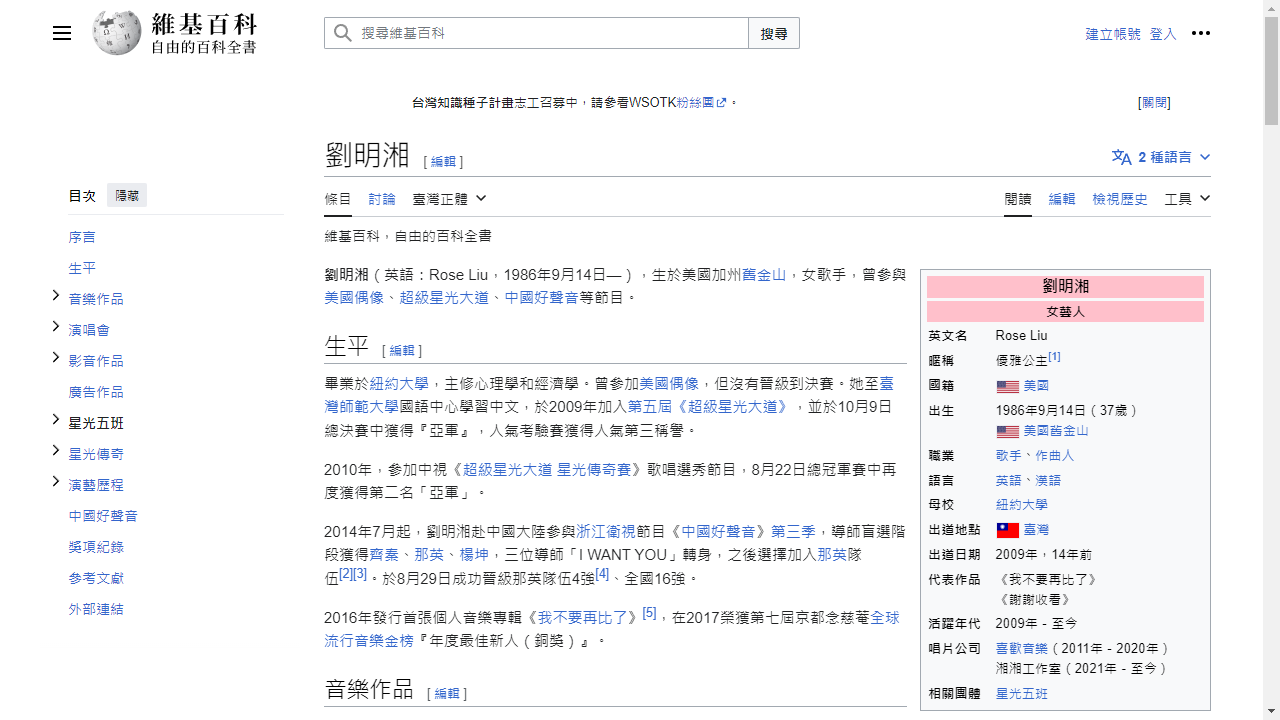 維基百科
自由的百科全書
搜尋維基百科
搜尋
建立帳號 登入
台灣知識種子計畫志工召募中，請參看WSOTK粉絲團。
[關閉]
劉明湘 [ 編輯 ]
2 種語言
目次 隱藏
條目 討論 臺灣正體
閱讀 編輯 檢視歷史 工具
序言
生平
音樂作品
演唱會
影音作品
廣告作品
星光五班
星光傳奇
演藝歷程
中國好聲音
獎項紀錄
參考文獻
外部連結
維基百科，自由的百科全書
劉明湘（英語：Rose Liu，1986年9月14日—），生於美國加州舊金山，女歌手，曾參與
美國偶像、超級星光大道、中國好聲音等節目。
生平 [ 編輯 ]
畢業於紐約大學，主修心理學和經濟學。曾參加美國偶像，但沒有晉級到決賽。她至臺
灣師範大學國語中心學習中文，於2009年加入第五屆《超級星光大道》，並於10月9日
總決賽中獲得『亞軍』，人氣考驗賽獲得人氣第三稱譽。
2010年，參加中視《超級星光大道 星光傳奇賽》歌唱選秀節目，8月22日總冠軍賽中再
度獲得第二名「亞軍」。
2014年7月起，劉明湘赴中國大陸參與浙江衛視節目《中國好聲音》第三季，導師盲選階
段獲得齊秦、那英、楊坤，三位導師「I WANT YOU」轉身，之後選擇加入那英隊
伍[2][3]。於8月29日成功晉級那英隊伍4強[4]、全國16強。
2016年發行首張個人音樂專輯《我不要再比了》[5]，在2017榮獲第七屆京都念慈菴全球
流行音樂金榜『年度最佳新人（銅獎）』。
音樂作品 [ 編輯 ]
劉明湘
女藝人
英文名 Rose Liu
暱稱 優雅公主[1]
國籍 美國
出生 1986年9月14日（37歲）
美國舊金山
職業 歌手、作曲人
語言 英語、漢語
母校 紐約大學
出道地點 臺灣
出道日期 2009年，14年前
代表作品 《我不要再比了》
《謝謝收看》
活躍年代 2009年 - 至今
唱片公司 喜歡音樂（2011年 - 2020年）
湘湘工作室（2021年 - 至今）
相關團體 星光五班